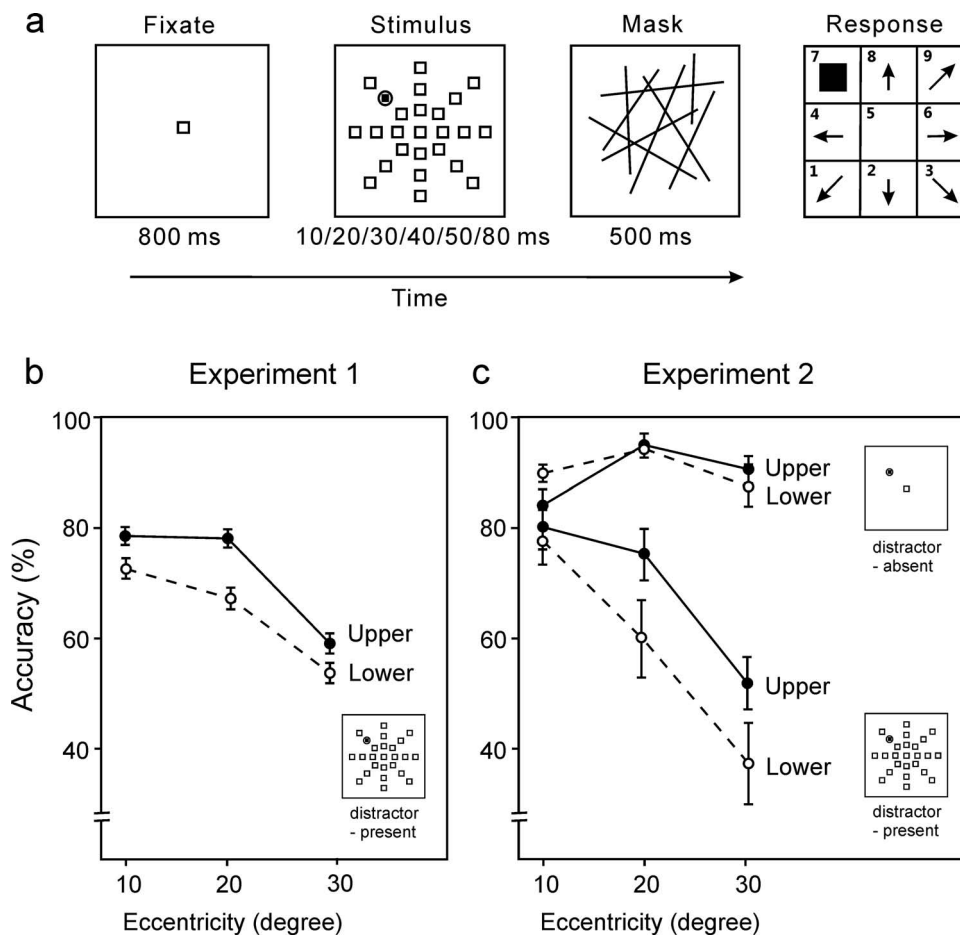 a
Fixate Stimulus Mask Response
7 8 9
4 5 6
1 2 3
800 ms 10/20/30/40/50/80 ms 500 ms
Time
b Experiment 1
Accuracy (%)
100
80
60
40
Upper
Lower
distractor
- present
10 20 30
Eccentricity (degree)
c Experiment 2
100
80
60
40
Upper
Lower
distractor
- absent
Upper
Lower
distractor
- present
10 20 30
Eccentricity (degree)